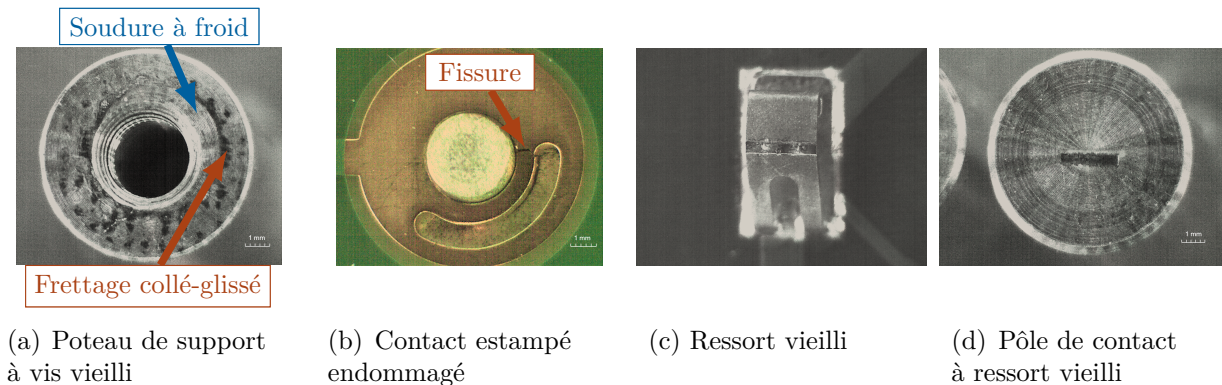 Soudure à froid
Fissure
Frettage collé-glissé
1 mm
1 mm
1 mm
(a) Poteau de support
à vis vieilli
(b) Contact estampé
endommagé
(c) Ressort vieilli
(d) Pôle de contact
à ressort vieilli